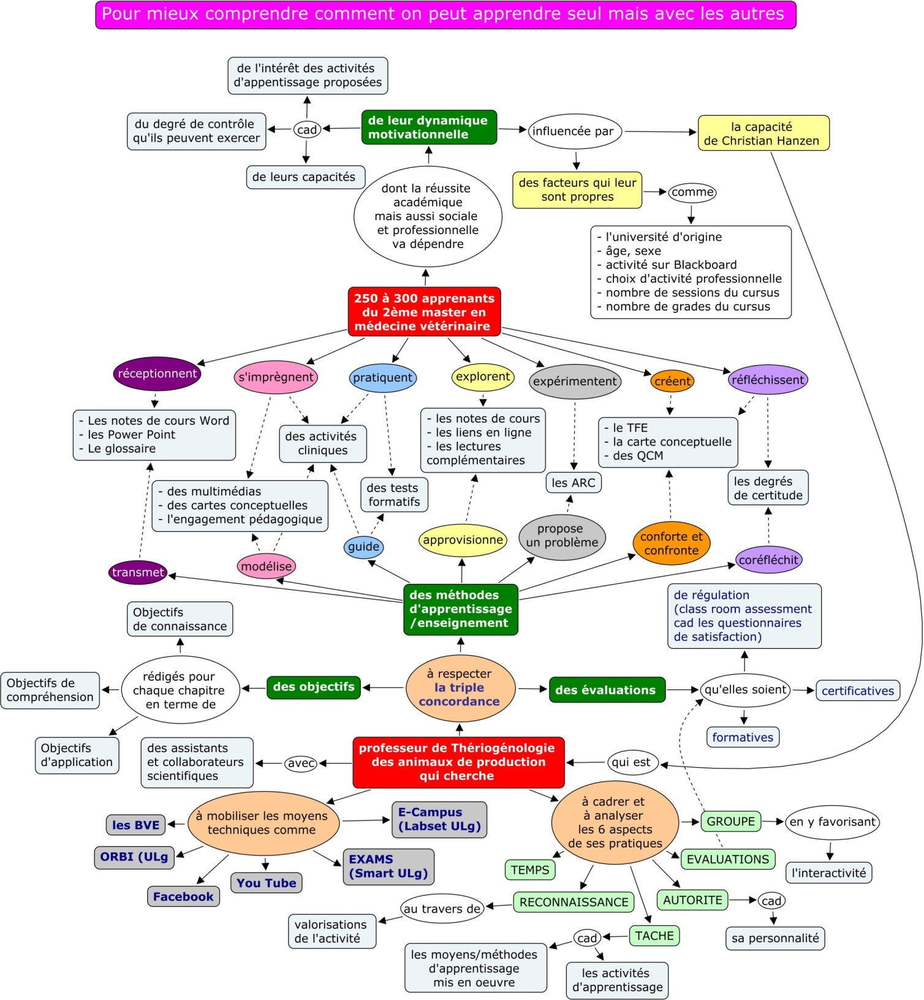 Pour mieux comprendre comment on peut apprendre seul mais avec les autres
de l'intérêt des activités
d'appentissage proposées
du degré de contrôle
qu'ils peuvent exercer
cad
de leur dynamique
motivationnelle
influencée par
la capacité
de Christian Hanzen
de leurs capacités
des facteurs qui leur
sont propres
comme
dont la réussite
académique
mais aussi sociale
et professionnelle
va dépendre
- l'université d'origine
- âge, sexe
- activité sur Blackboard
- choix d'activité professionnelle
- nombre de sessions du cursus
- nombre de grades du cursus
250 à 300 apprenants
du 2ème master en
médecine vétérinaire
réceptionnent
s'imprègnent
pratiquent
explorent
expérimentent
créent
réfléchissent
- Les notes de cours Word
- les Power Point
- Le glossaire
des activités
cliniques
- les notes de cours
- les liens en ligne
- les lectures
complémentaires
- le TFE
- la carte conceptuelle
- des QCM
- des multimédias
- des cartes conceptuelles
- l'engagement pédagogique
des tests
formatifs
les ARC
les degrés
de certitude
transmet
modélise
guide
approvisionne
propose
un problème
conforte et
confronte
coréfléchit
des méthodes
d'apprentissage
/enseignement
de régulation
(class room assessment
cad les questionnaires
de satisfaction)
Objectifs
de connaissance
Objectifs de
compréhension
rédigés pour
chaque chapitre
en terme de
des objectifs
à respecter
la triple
concordance
des évaluations
qu'elles soient
certificatives
formatives
Objectifs
d'application
des assistants
et collaborateurs
scientifiques
avec
professeur de Thériogénologie
des animaux de production
qui cherche
qui est
à mobiliser les moyens
techniques comme
les BVE
ORBI (ULg
Facebook
You Tube
EXAMS
(Smart ULg)
E-Campus
(Labset ULg)
à cadrer et
à analyser
les 6 aspects
de ses pratiques
GROUPE
en y favorisant
l'interactivité
EVALUATIONS
TEMPS
RECONNAISSANCE
au travers de
valorisations
de l'activité
AUTORITE
cad
sa personnalité
TACHE
cad
les moyens/méthodes
d'apprentissage
mis en oeuvre
les activités
d'apprentissage